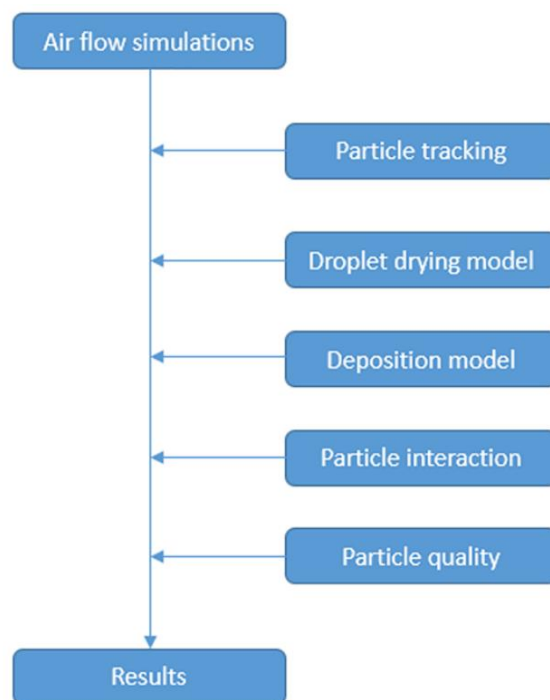 Air flow simulations
Particle tracking
Droplet drying model
Deposition model
Particle interaction
Particle quality
Results